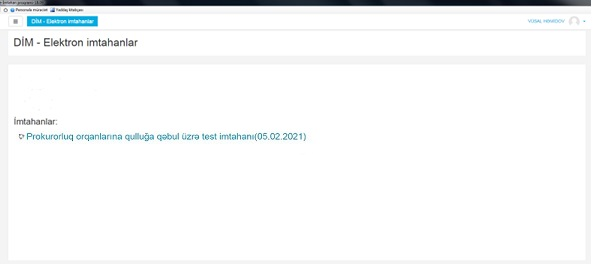 DİM - Elektron imtahanlar
DİM - Elektron imtahanlar
İmtahanlar:
Prokurorluq orqanlarına qulluğa qəbul üzrə test imtahanı(05.02.2021)